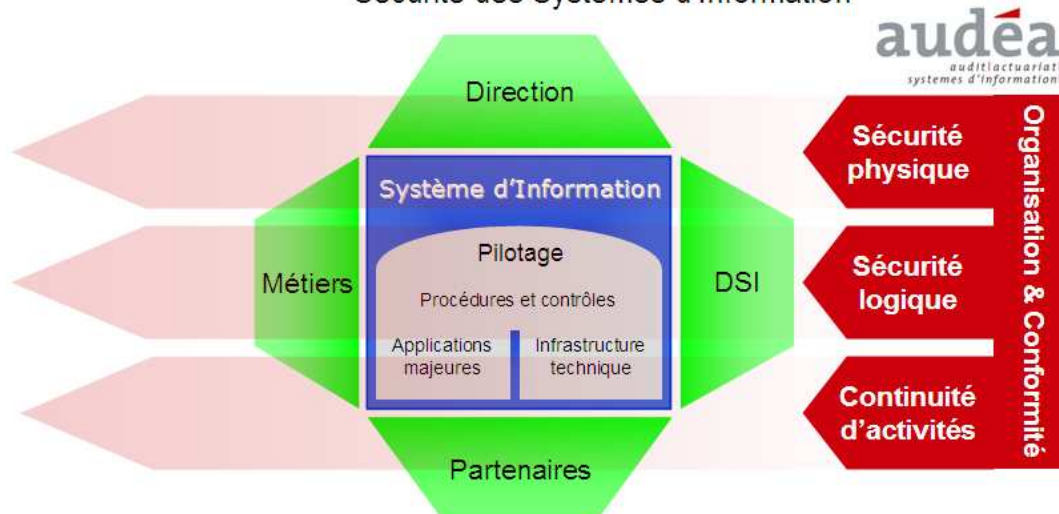 Sécurité des Systèmes d'Information
audéa
audit|actuariat|
systemes d'information
Direction
Sécurité
physique
Système d'Information
Pilotage
Procédures et contrôles
Applications
majeures
Infrastructure
technique
Métiers
DSI
Sécurité
logique
Continuité
d'activités
Organisation & Conformité
Partenaires